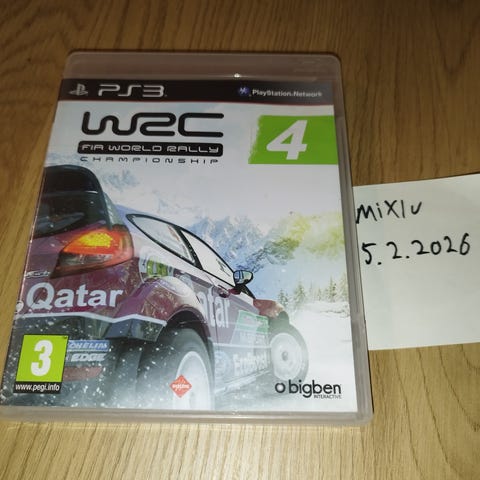 PS3
PlayStation Network
WRC
4
FIA WORLD RALLY
CHAMPIONSHIP
Qatar
3
www.pegi.info
bigben
INTERACTIVE
MiXlu
5.2.2026